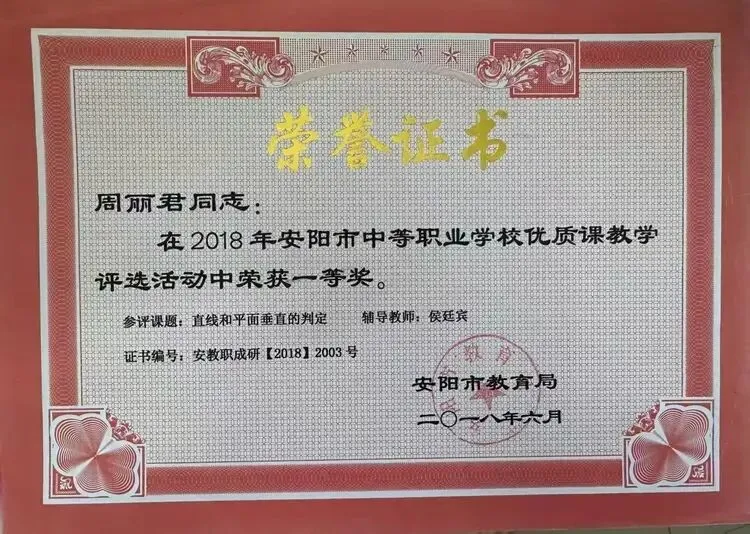 荣誉证书
周丽君同志：
在2018年安阳市中等职业学校优质课教学
评选活动中荣获一等奖。
参评课题：直线和平面垂直的判定 辅导教师：侯廷宾
证书编号：安教职成研【2018】2003号
安阳市教育局
二〇一八年六月